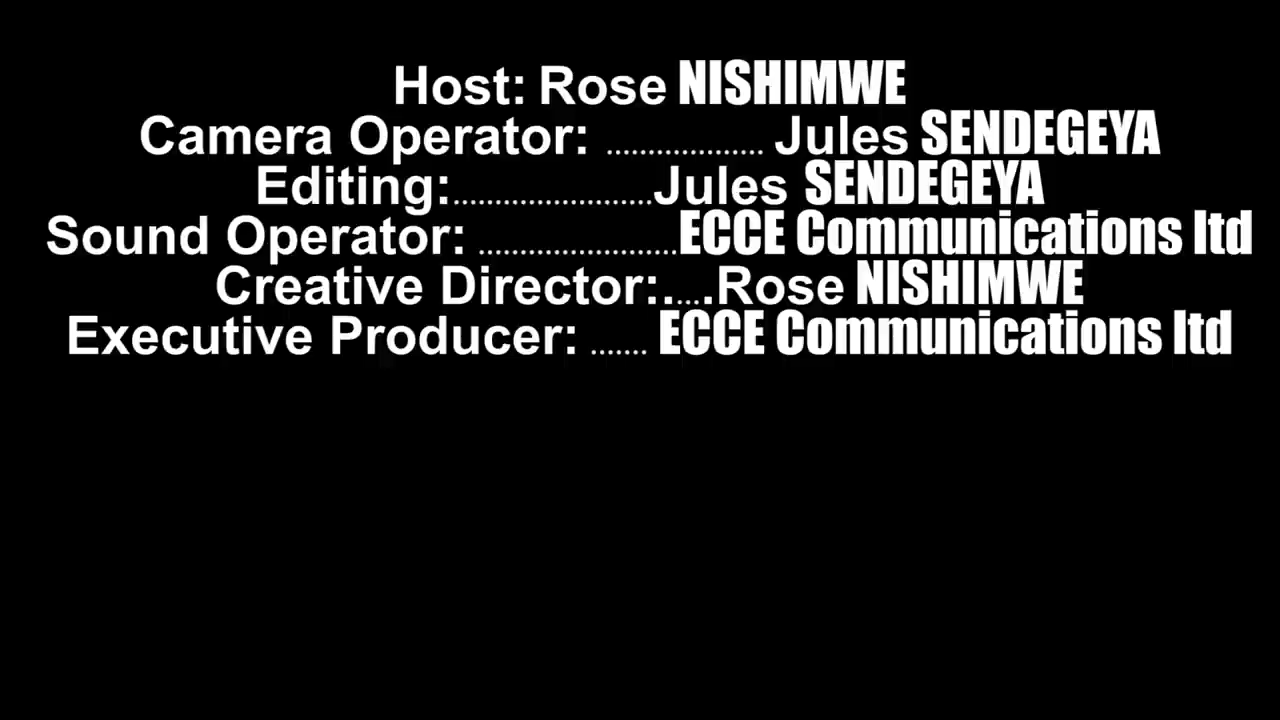 Host: Rose NISHIMWE
Camera Operator: ................... Jules SENDEGEYA
Editing:........................Jules SENDEGEYA
Sound Operator: ........................ECCE Communications ltd
Creative Director:.....Rose NISHIMWE
Executive Producer: ....... ECCE Communications ltd